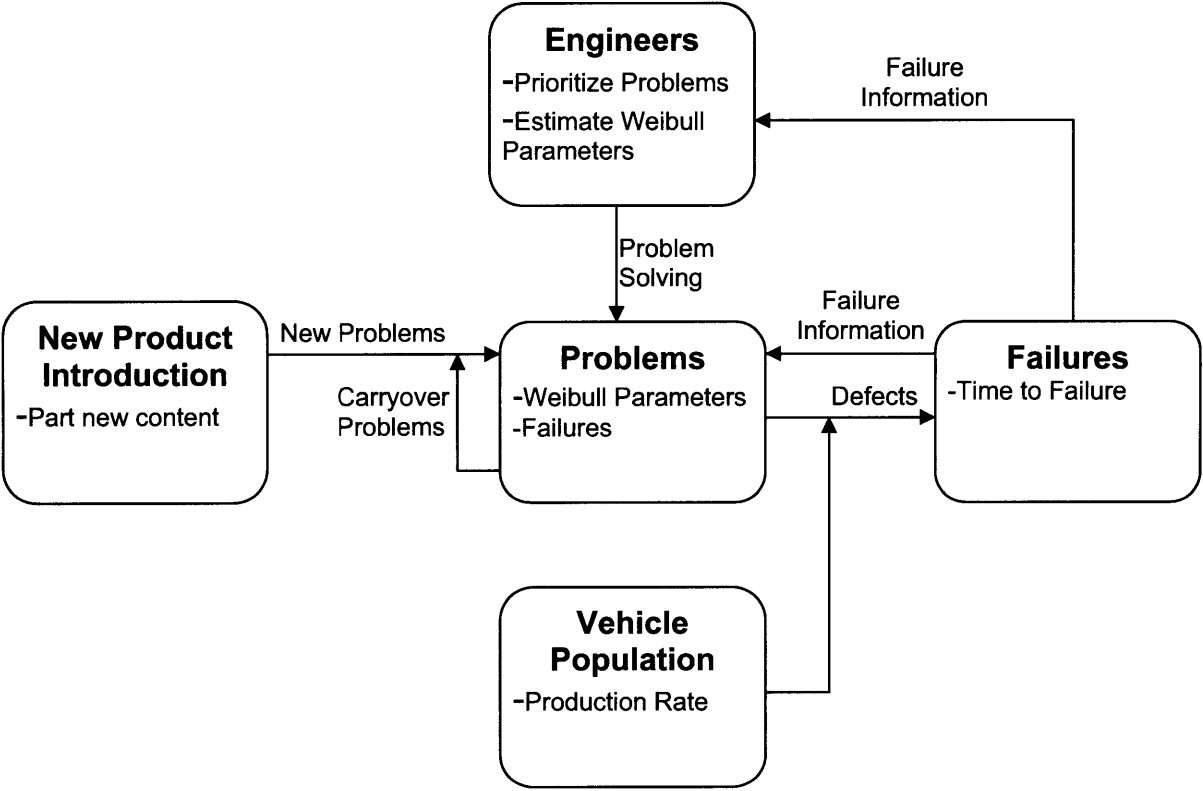 Engineers
-Prioritize Problems
-Estimate Weibull
Parameters
Failure
Information
Problem
Solving
New Product
Introduction
-Part new content
New Problems
Carryover
Problems
Problems
-Weibull Parameters
-Failures
Failure
Information
Defects
Failures
-Time to Failure
Vehicle
Population
-Production Rate